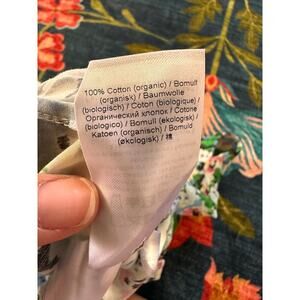 100% Cotton (organic) / Bomull
(organisk) / Baumwolle
(biologisch) / Coton (biologique) /
Органический хлопок / Cotone
(biologico) / Bomull (ekologisk) /
Katoen (organisch) / Bomuld
(økologisk) / 棉